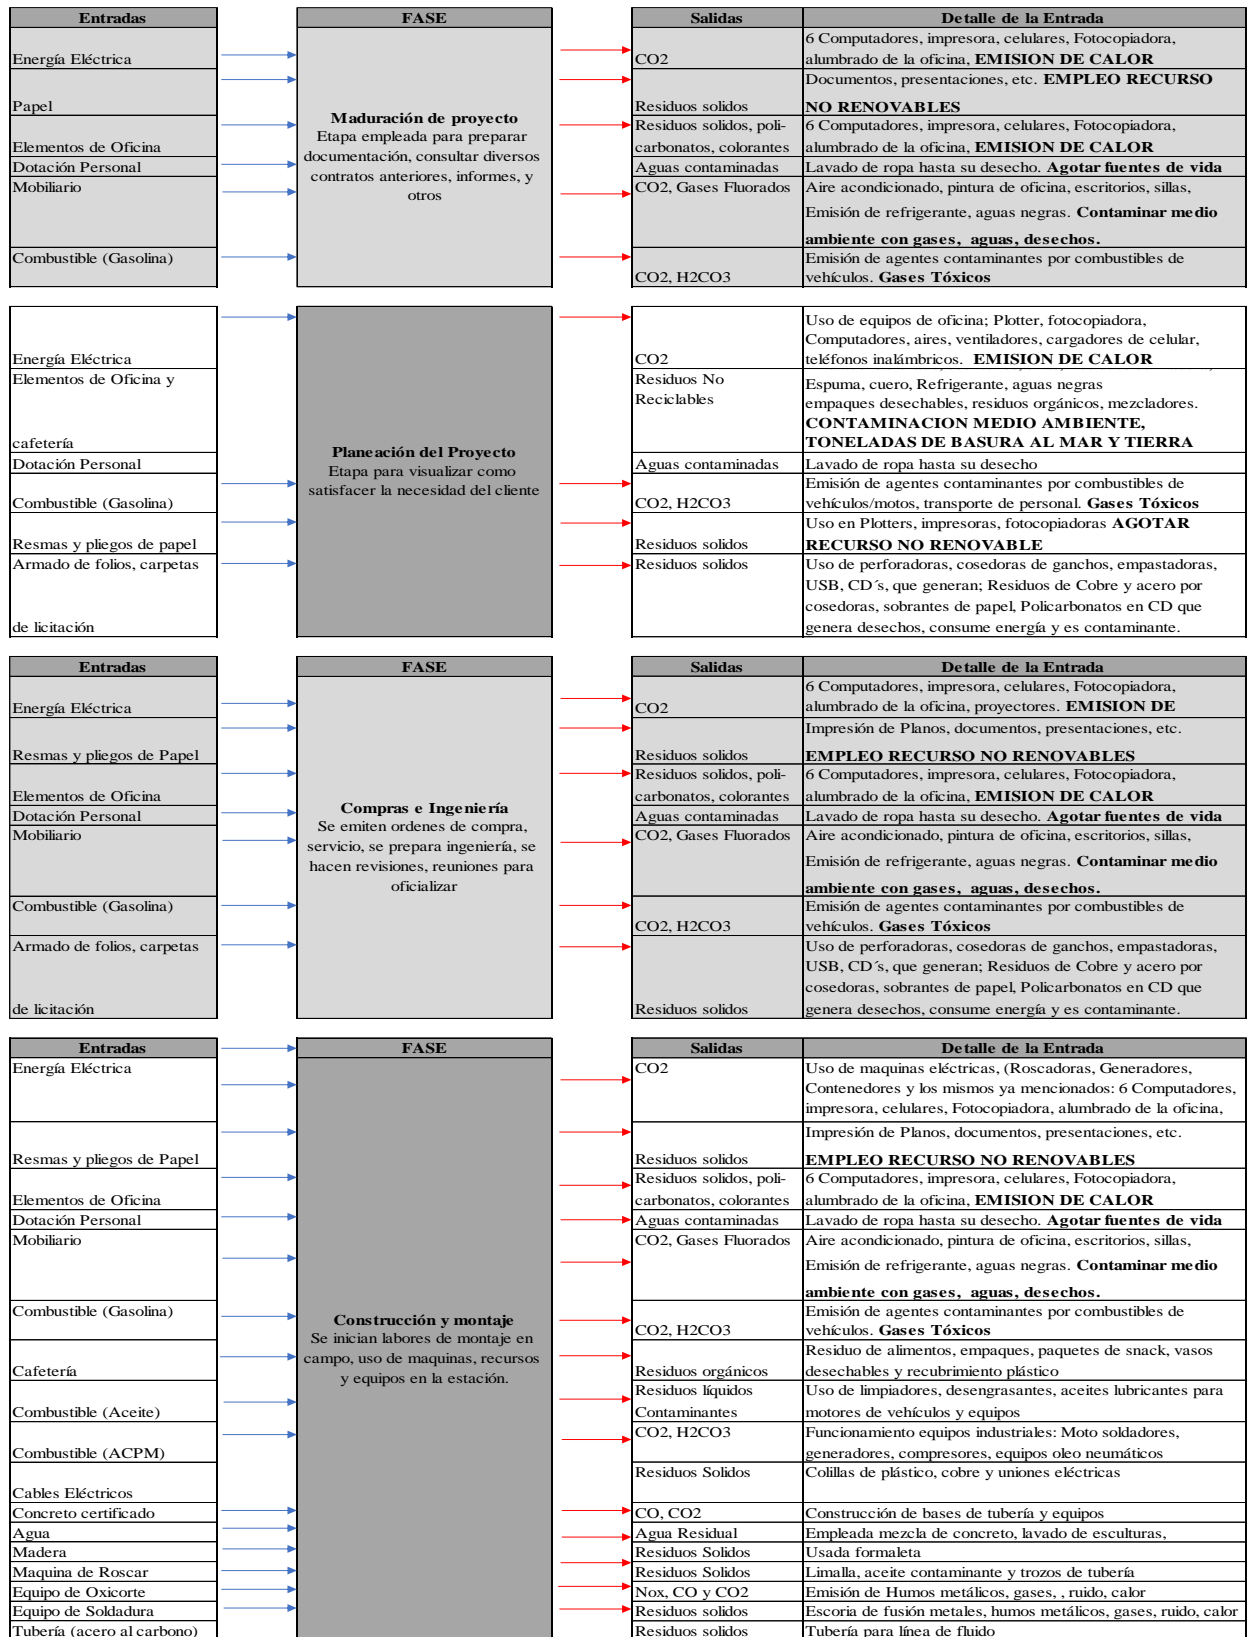 Entradas FASE Salidas Detalle de la Entrada
Energía Eléctrica
CO2
6 Computadores, impresora, celulares, Fotocopiadora,
alumbrado de la oficina, EMISION DE CALOR
Papel
Residuos solidos
Documentos, presentaciones, etc. EMPLEO RECURSO
NO RENOVABLES
Maduración de proyecto
Etapa empleada para preparar
documentación, consultar diversos
contratos anteriores, informes, y
otros
Elementos de Oficina
Residuos solidos, poli-
carbonatos, colorantes
6 Computadores, impresora, celulares, Fotocopiadora,
alumbrado de la oficina, EMISION DE CALOR
Dotación Personal
Aguas contaminadas
Lavado de ropa hasta su desecho. Agotar fuentes de vida
Mobiliario
CO2, Gases Fluorados
Aire acondicionado, pintura de oficina, escritorios, sillas,
Emisión de refrigerante, aguas negras. Contaminar medio
ambiente con gases, aguas, desechos.
Combustible (Gasolina)
CO2, H2CO3
Emisión de agentes contaminantes por combustibles de
vehículos. Gases Tóxicos
Energía Eléctrica
CO2
Uso de equipos de oficina; Plotter, fotocopiadora,
Computadores, aires, ventiladores, cargadores de celular,
teléfonos inalámbricos. EMISION DE CALOR
Elementos de Oficina y
cafetería
Residuos No
Reciclables
Espuma, cuero, Refrigerante, aguas negras
empaques desechables, residuos orgánicos, mezcladores.
CONTAMINACION MEDIO AMBIENTE,
TONELADAS DE BASURA AL MAR Y TIERRA
Planeación del Proyecto
Etapa para visualizar como
satisfacer la necesidad del cliente
Dotación Personal
Aguas contaminadas
Lavado de ropa hasta su desecho
Combustible (Gasolina)
CO2, H2CO3
Emisión de agentes contaminantes por combustibles de
vehículos/motos, transporte de personal. Gases Tóxicos
Resmas y pliegos de papel
Residuos solidos
Uso en Plotters, impresoras, fotocopiadoras AGOTAR
RECURSO NO RENOVABLE
Armado de folios, carpetas
de licitación
Residuos solidos
Uso de perforadoras, cosedoras de ganchos, empastadoras,
USB, CD´s, que generan; Residuos de Cobre y acero por
cosedoras, sobrantes de papel, Policarbonatos en CD que
genera desechos, consume energía y es contaminante.
Entradas FASE Salidas Detalle de la Entrada
Energía Eléctrica
CO2
6 Computadores, impresora, celulares, Fotocopiadora,
alumbrado de la oficina, proyectores. EMISION DE
Resmas y pliegos de Papel
Residuos solidos
Impresión de Planos, documentos, presentaciones, etc.
EMPLEO RECURSO NO RENOVABLES
Elementos de Oficina
Residuos solidos, poli-
carbonatos, colorantes
6 Computadores, impresora, celulares, Fotocopiadora,
alumbrado de la oficina, EMISION DE CALOR
Compras e Ingeniería
Se emiten ordenes de compra,
servicio, se prepara ingeniería, se
hacen revisiones, reuniones para
oficializar
Dotación Personal
Aguas contaminadas
Lavado de ropa hasta su desecho. Agotar fuentes de vida
Mobiliario
CO2, Gases Fluorados
Aire acondicionado, pintura de oficina, escritorios, sillas,
Emisión de refrigerante, aguas negras. Contaminar medio
ambiente con gases, aguas, desechos.
Combustible (Gasolina)
CO2, H2CO3
Emisión de agentes contaminantes por combustibles de
vehículos. Gases Tóxicos
Armado de folios, carpetas
de licitación
Residuos solidos
Uso de perforadoras, cosedoras de ganchos, empastadoras,
USB, CD´s, que generan; Residuos de Cobre y acero por
cosedoras, sobrantes de papel, Policarbonatos en CD que
genera desechos, consume energía y es contaminante.
Entradas FASE Salidas Detalle de la Entrada
Energía Eléctrica
CO2
Uso de maquinas eléctricas, (Roscadoras, Generadores,
Contenedores y los mismos ya mencionados: 6 Computadores,
impresora, celulares, Fotocopiadora, alumbrado de la oficina,
Resmas y pliegos de Papel
Residuos solidos
Impresión de Planos, documentos, presentaciones, etc.
EMPLEO RECURSO NO RENOVABLES
Elementos de Oficina
Residuos solidos, poli-
carbonatos, colorantes
6 Computadores, impresora, celulares, Fotocopiadora,
alumbrado de la oficina, EMISION DE CALOR
Dotación Personal
Aguas contaminadas
Lavado de ropa hasta su desecho. Agotar fuentes de vida
Mobiliario
CO2, Gases Fluorados
Aire acondicionado, pintura de oficina, escritorios, sillas,
Emisión de refrigerante, aguas negras. Contaminar medio
ambiente con gases, aguas, desechos.
Construcción y montaje
Se inician labores de montaje en
campo, uso de maquinas, recursos
y equipos en la estación.
Combustible (Gasolina)
CO2, H2CO3
Emisión de agentes contaminantes por combustibles de
vehículos. Gases Tóxicos
Cafetería
Residuos orgánicos
Residuo de alimentos, empaques, paquetes de snack, vasos
desechables y recubrimiento plástico
Combustible (Aceite)
Residuos líquidos
Contaminantes
Uso de limpiadores, desengrasantes, aceites lubricantes para
motores de vehículos y equipos
Combustible (ACPM)
CO2, H2CO3
Funcionamiento equipos industriales: Moto soldadores,
generadores, compresores, equipos oleo neumáticos
Cables Eléctricos
Residuos Solidos
Colillas de plástico, cobre y uniones eléctricas
Concreto certificado
CO, CO2
Construcción de bases de tubería y equipos
Agua
Agua Residual
Empleada mezcla de concreto, lavado de esculturas,
Madera
Residuos Solidos
Usada formaleta
Maquina de Roscar
Residuos Solidos
Limalla, aceite contaminante y trozos de tubería
Equipo de Oxicorte
Nox, CO y CO2
Emisión de Humos metálicos, gases, , ruido, calor
Equipo de Soldadura
Residuos solidos
Escoria de fusión metales, humos metálicos, gases, ruido, calor
Tubería (acero al carbono)
Residuos solidos
Tubería para línea de fluido